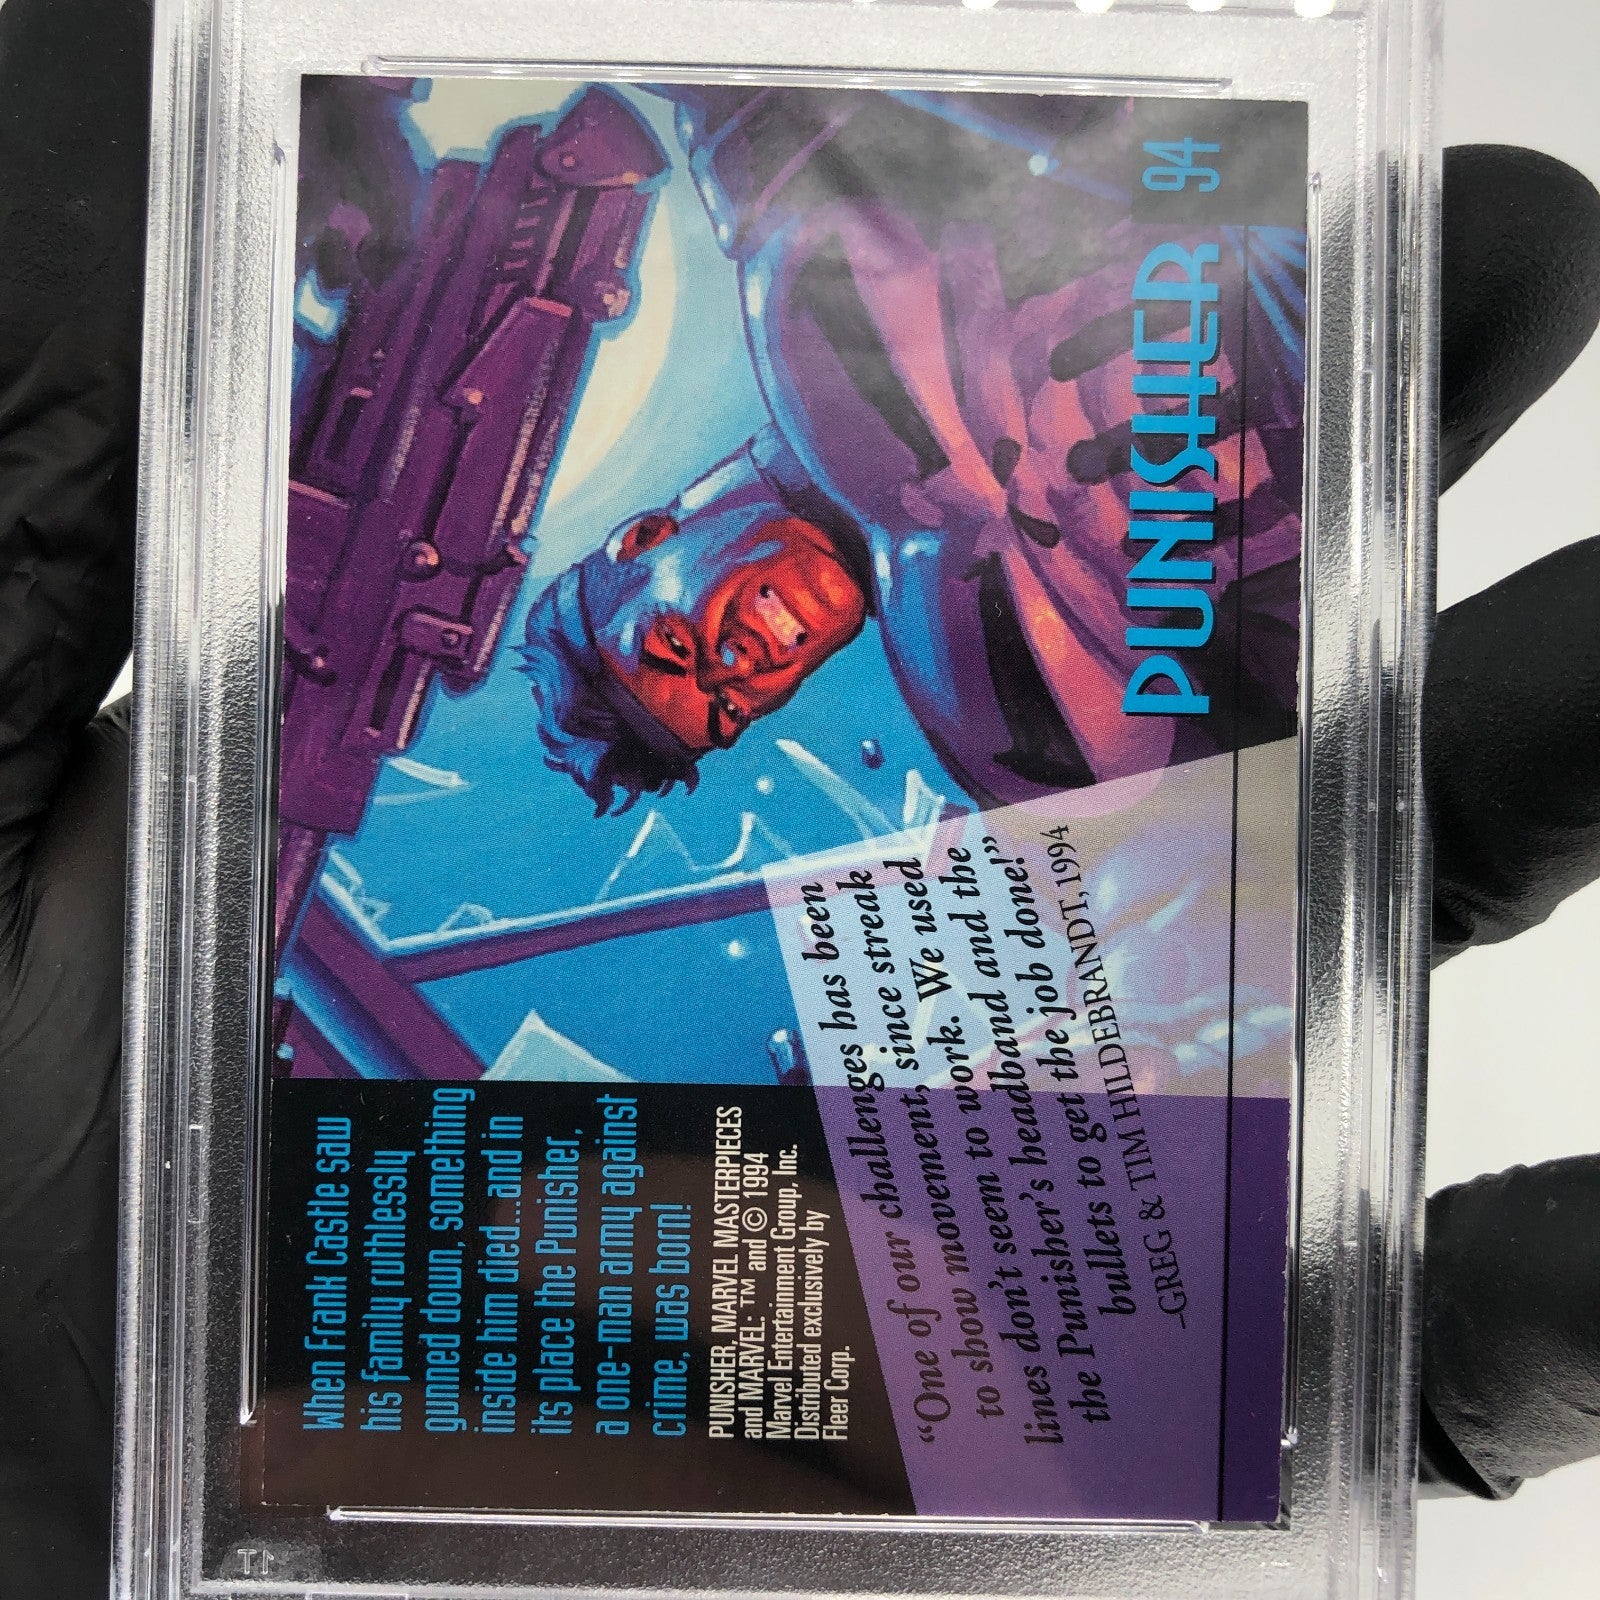 When Frank Castle saw
his family ruthlessly
gunned down, something
inside him died...and in
its place the Punisher,
a one-man army against
crime, was born!
PUNISHER, MARVEL MASTERPIECES
and MARVEL: ™ and © 1994
Marvel Entertainment Group, Inc.
Distributed exclusively by
Fleer Corp.
“One of our challenges has been
to show movement, since streak
lines don't seem to work. We used
the Punisher's headband and the
bullets to get the job done!”
–GREG & TIM HILDEBRANDT, 1994
PUNISHER 94